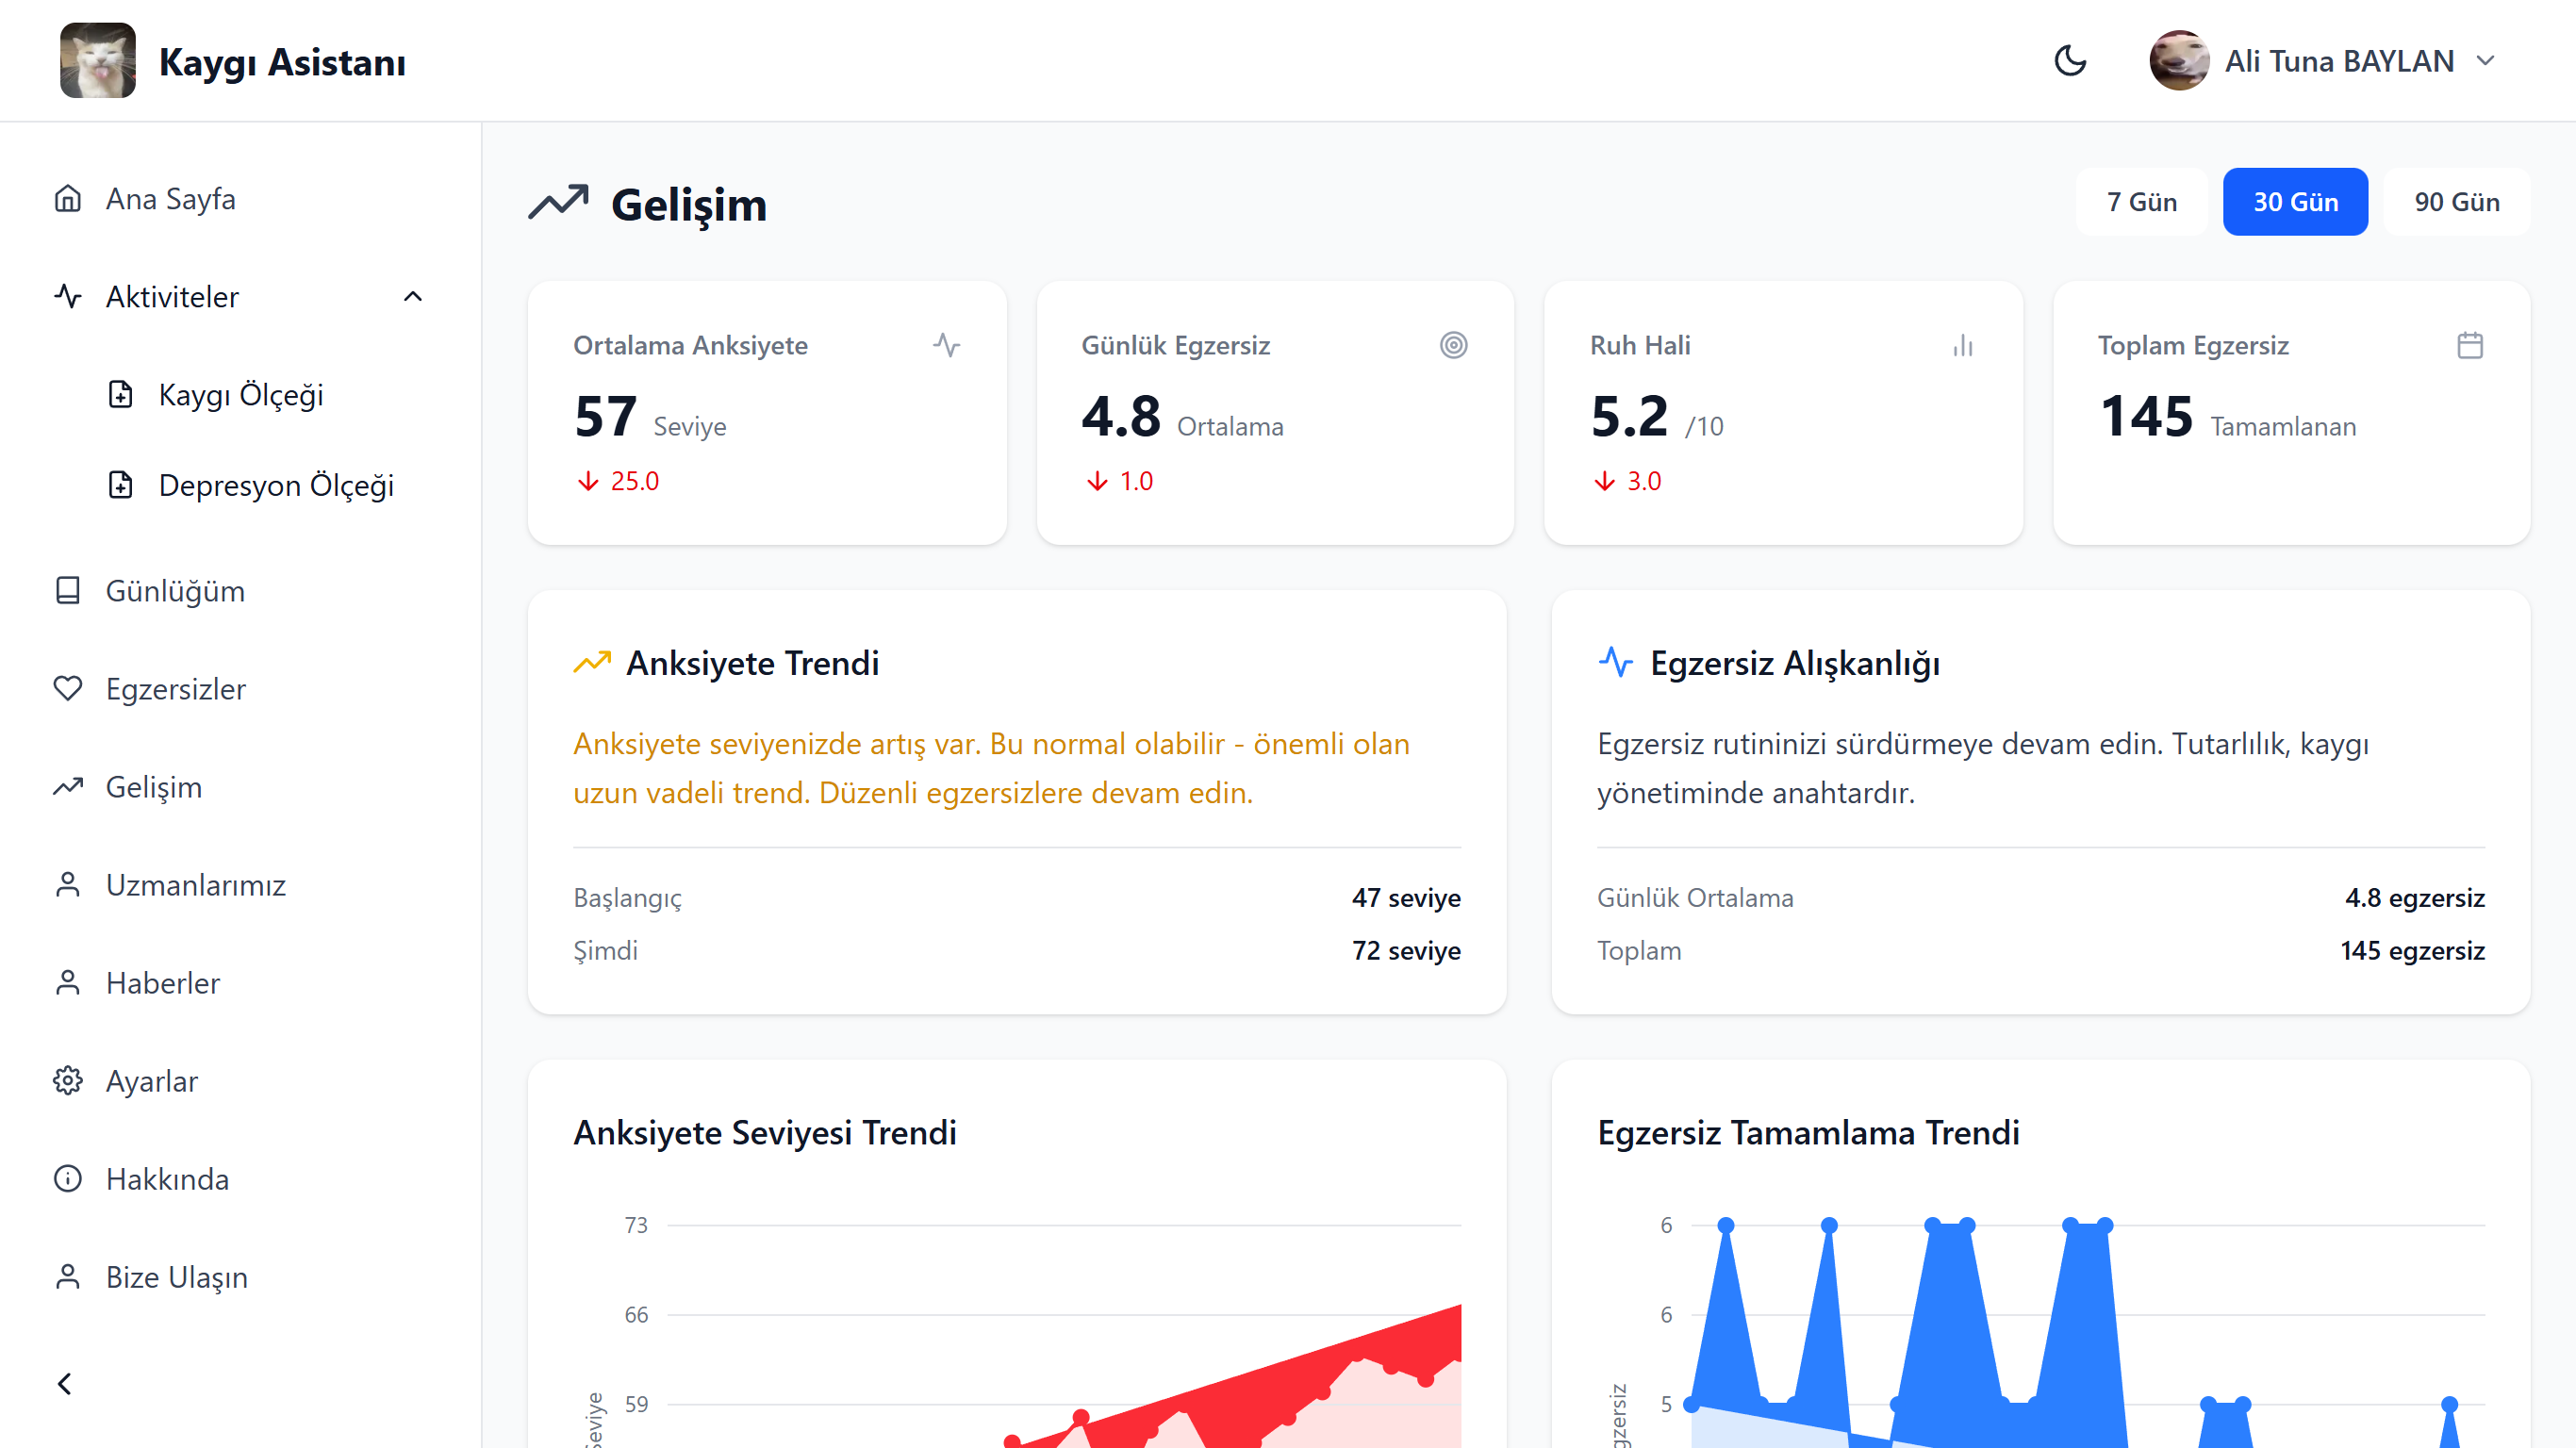 Kaygı Asistanı
Ali Tuna BAYLAN
Ana Sayfa
Aktiviteler
Kaygı Ölçeği
Depresyon Ölçeği
Günlüğüm
Egzersizler
Gelişim
Uzmanlarımız
Haberler
Ayarlar
Hakkında
Bize Ulaşın
Gelişim
7 Gün
30 Gün
90 Gün
Ortalama Anksiyete
57 Seviye
25.0
Günlük Egzersiz
4.8 Ortalama
1.0
Ruh Hali
5.2 /10
3.0
Toplam Egzersiz
145 Tamamlanan
Anksiyete Trendi
Anksiyete seviyenizde artış var. Bu normal olabilir - önemli olan
uzun vadeli trend. Düzenli egzersizlere devam edin.
Başlangıç 47 seviye
Şimdi 72 seviye
Egzersiz Alışkanlığı
Egzersiz rutininizi sürdürmeye devam edin. Tutarlılık, kaygı
yönetiminde anahtardır.
Günlük Ortalama 4.8 egzersiz
Toplam 145 egzersiz
Anksiyete Seviyesi Trendi
73
66
59
Seviye
Egzersiz Tamamlama Trendi
6
6
5
gzersiz